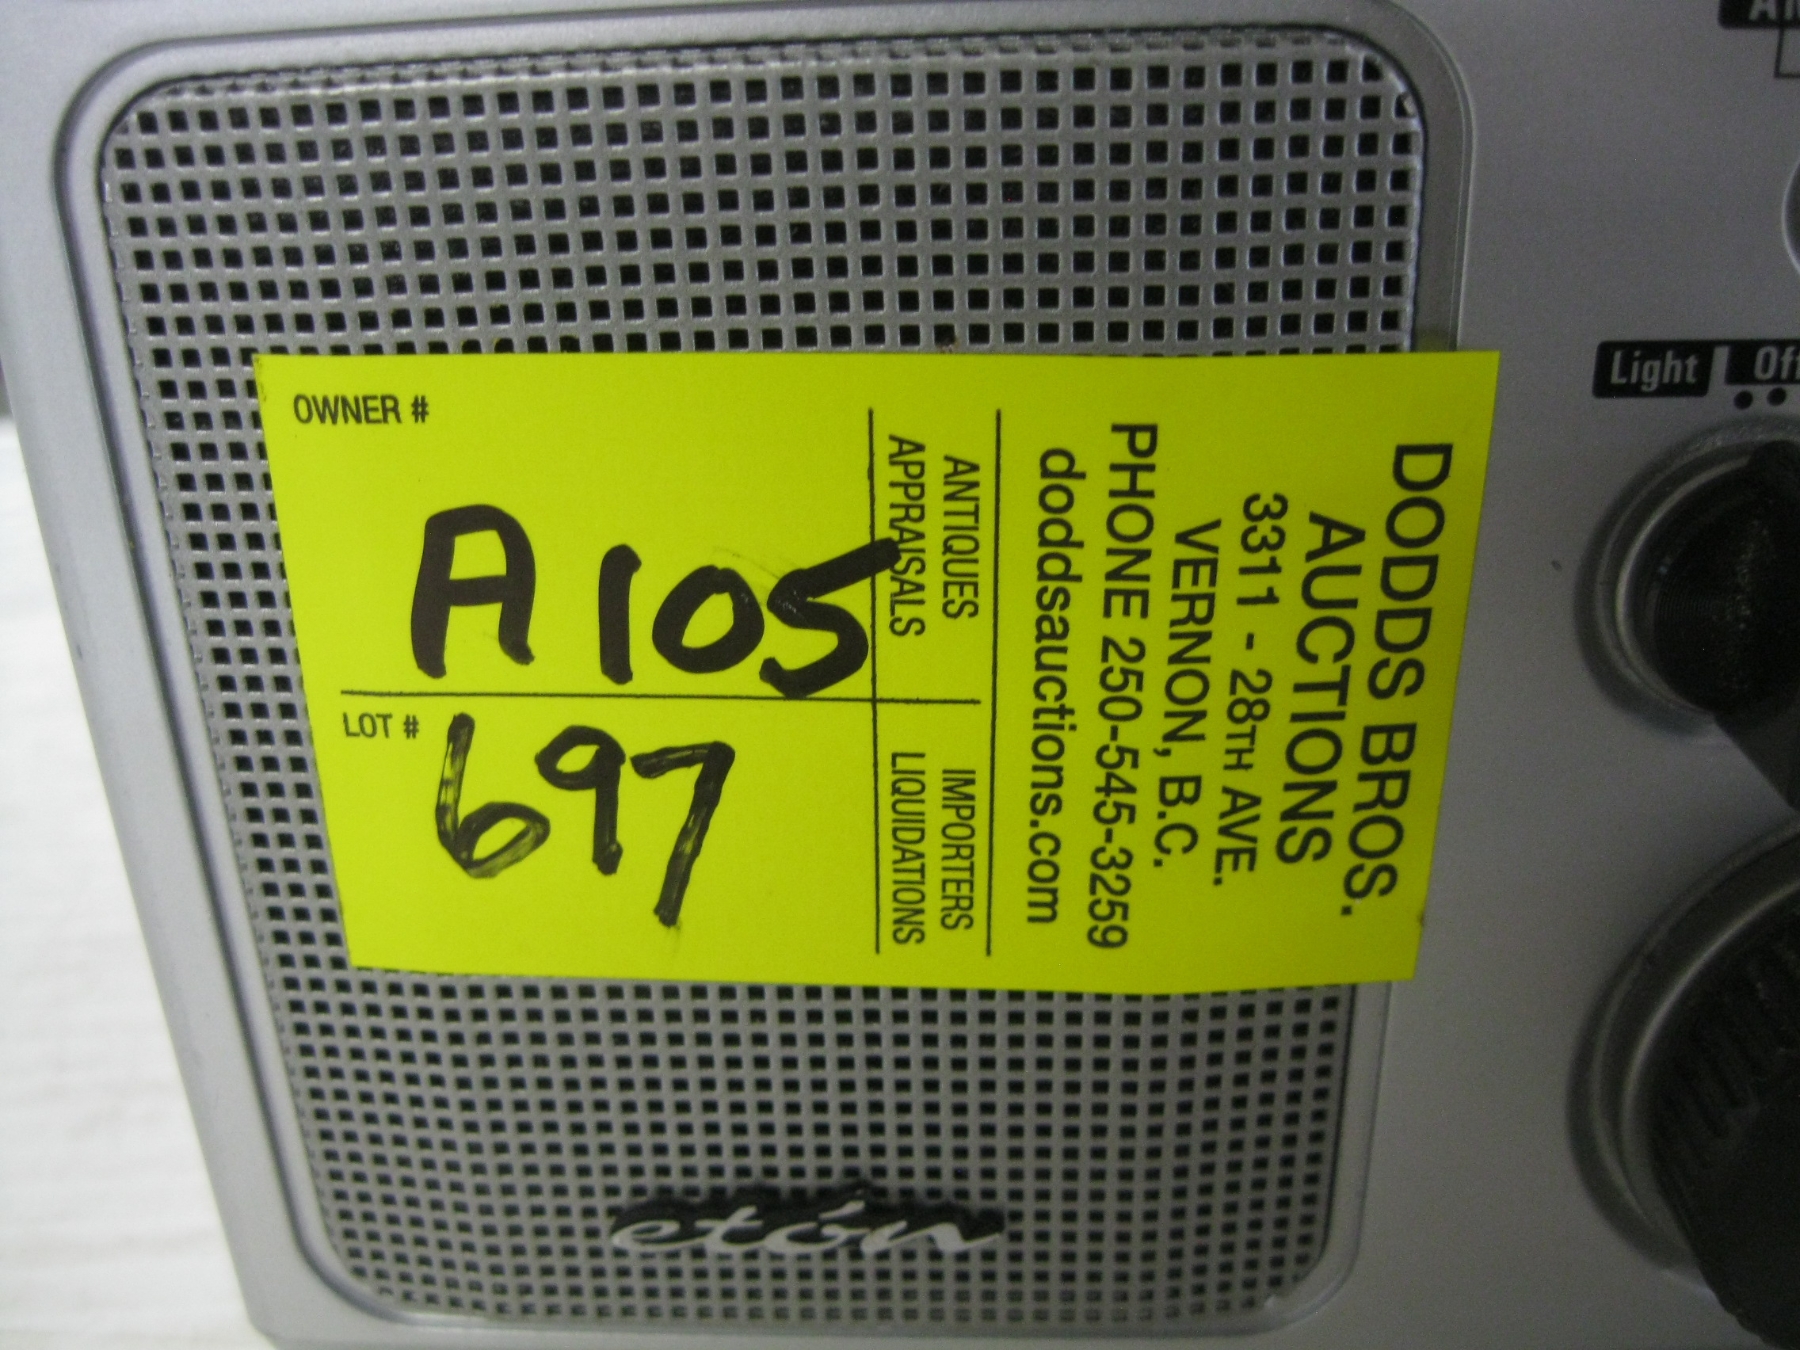 DODDS BROS.
AUCTIONS
3311 - 28TH AVE.
VERNON, B.C.
PHONE 250-545-3259
doddsauctions.com
ANTIQUES IMPORTERS
APPRAISALS LIQUIDATIONS
OWNER #
A105
LOT #
697
Light
etón